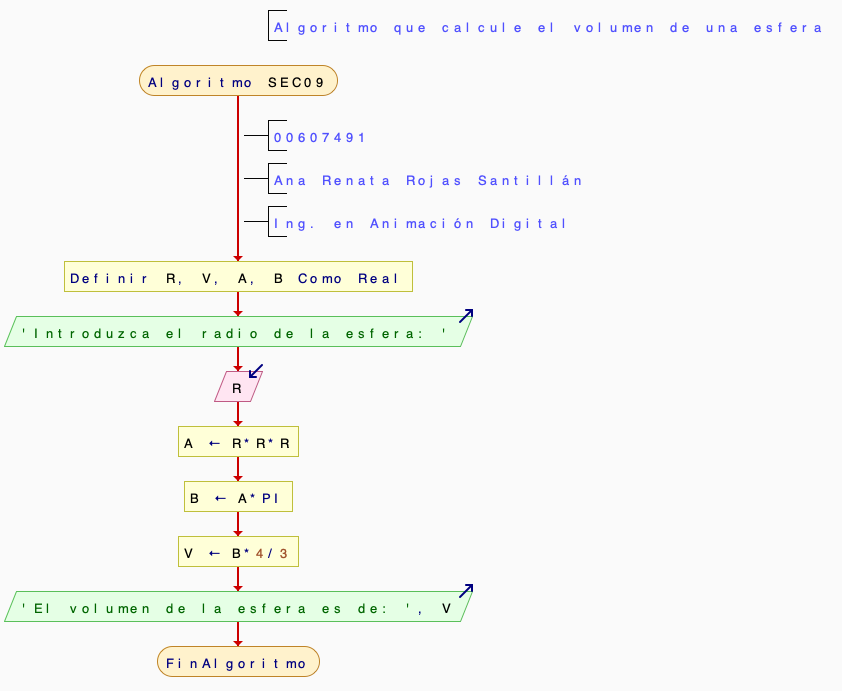 Algoritmo que calcule el volumen de una esfera
Algoritmo SEC09
00607491
Ana Renata Rojas Santillán
Ing. en Animación Digital
Definir R, V, A, B Como Real
'Introduzca el radio de la esfera: '
R
A ← R*R*R
B ← A*PI
V ← B*4/3
'El volumen de la esfera es de: ', V
FinAlgoritmo